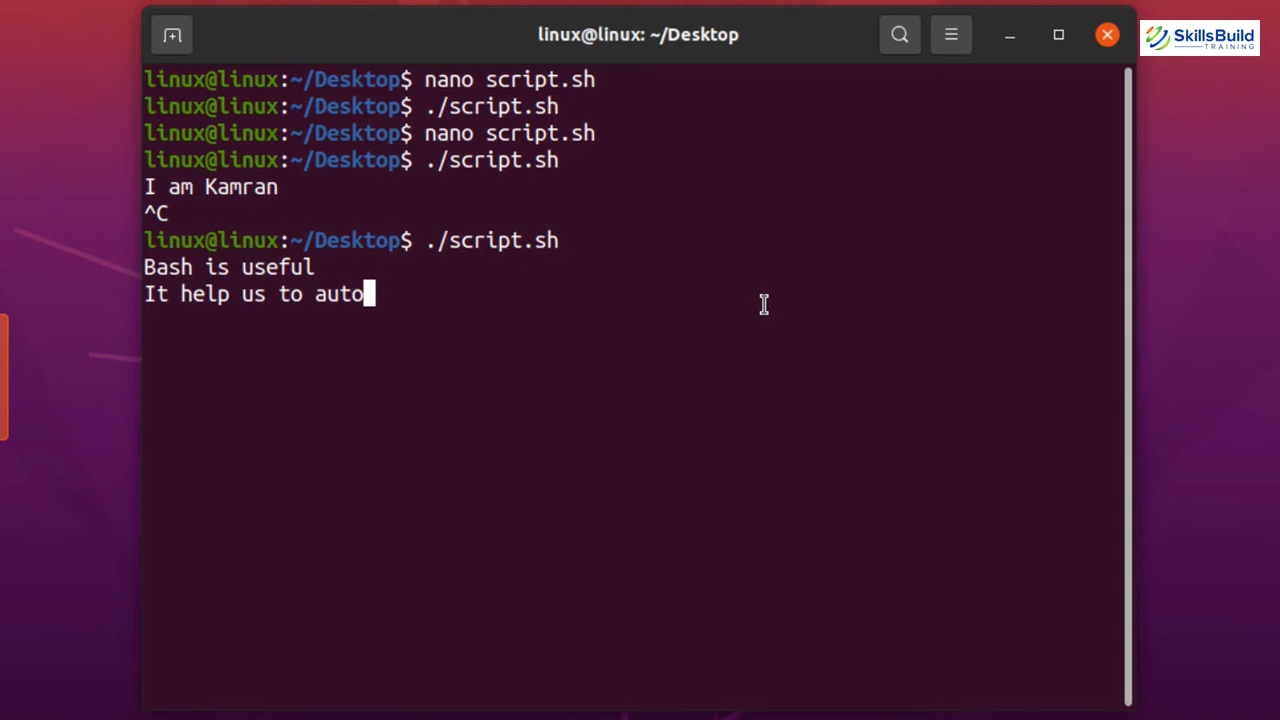 linux@linux: ~/Desktop
SkillsBuild
TRAINING
linux@linux:~/Desktop$ nano script.sh
linux@linux:~/Desktop$ ./script.sh
linux@linux:~/Desktop$ nano script.sh
linux@linux:~/Desktop$ ./script.sh
I am Kamran
^C
linux@linux:~/Desktop$ ./script.sh
Bash is useful
It help us to auto